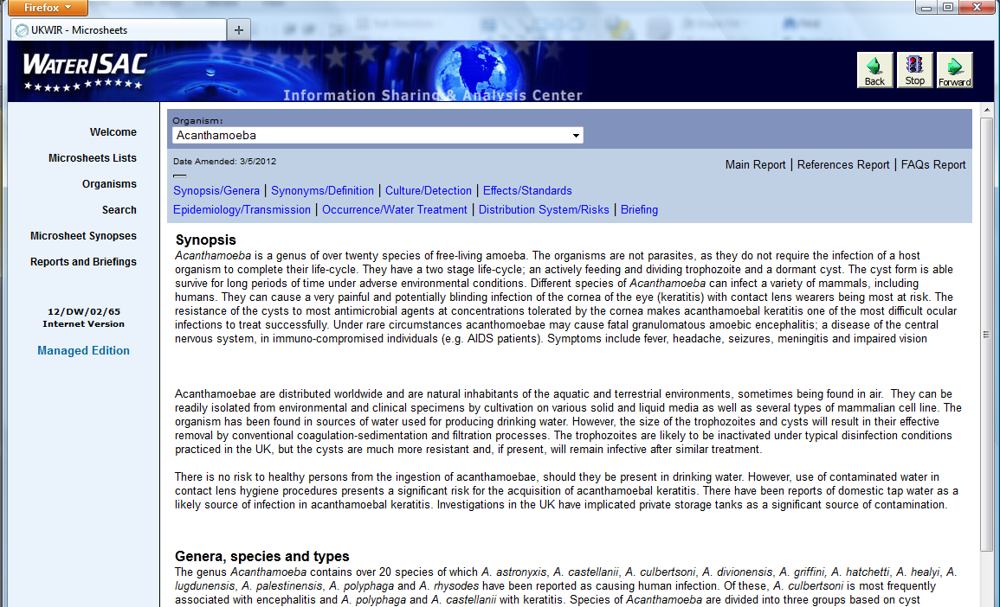 Firefox
UKWIR - Microsheets
WATERISAC
Information Sharing & Analysis Center
Back
Stop
Forward
Welcome
Microsheets Lists
Organisms
Search
Microsheet Synopses
Reports and Briefings
12/DW/02/65
Internet Version
Managed Edition
Organism:
Acanthamoeba
Date Amended: 3/5/2012
Main Report | References Report | FAQs Report
Synopsis/Genera | Synonyms/Definition | Culture/Detection | Effects/Standards
Epidemiology/Transmission | Occurrence/Water Treatment | Distribution System/Risks | Briefing
Synopsis
Acanthamoeba is a genus of over twenty species of free-living amoeba. The organisms are not parasites, as they do not require the infection of a host
organism to complete their life-cycle. They have a two stage life-cycle; an actively feeding and dividing trophozoite and a dormant cyst. The cyst form is able
survive for long periods of time under adverse environmental conditions. Different species of Acanthamoeba can infect a variety of mammals, including
humans. They can cause a very painful and potentially blinding infection of the cornea of the eye (keratitis) with contact lens wearers being most at risk. The
resistance of the cysts to most antimicrobial agents at concentrations tolerated by the cornea makes acanthamoebal keratitis one of the most difficult ocular
infections to treat successfully. Under rare circumstances acanthomoebae may cause fatal granulomatous amoebic encephalitis; a disease of the central
nervous system, in immuno-compromised individuals (e.g. AIDS patients). Symptoms include fever, headache, seizures, meningitis and impaired vision
Acanthamoebae are distributed worldwide and are natural inhabitants of the aquatic and terrestrial environments, sometimes being found in air. They can be
readily isolated from environmental and clinical specimens by cultivation on various solid and liquid media as well as several types of mammalian cell line. The
organism has been found in sources of water used for producing drinking water. However, the size of the trophozoites and cysts will result in their effective
removal by conventional coagulation-sedimentation and filtration processes. The trophozoites are likely to be inactivated under typical disinfection conditions
practiced in the UK, but the cysts are much more resistant and, if present, will remain infective after similar treatment.
There is no risk to healthy persons from the ingestion of acanthamoebae, should they be present in drinking water. However, use of contaminated water in
contact lens hygiene procedures presents a significant risk for the acquisition of acanthamoebal keratitis. There have been reports of domestic tap water as a
likely source of infection in acanthamoebal keratitis. Investigations in the UK have implicated private storage tanks as a significant source of contamination.
Genera, species and types
The genus Acanthamoeba contains over 20 species of which A. astronyxis, A. castellanii, A. culbertsoni, A. divionensis, A. griffini, A. hatchetti, A. healyi, A.
lugdunensis, A. palestinensis, A. polyphaga and A. rhysodes have been reported as causing human infection. Of these, A. culbertsoni is most frequently
associated with encephalitis and A. polyphaga and A. castellanii with keratitis. Species of Acanthamoeba are divided into three groups based on cyst